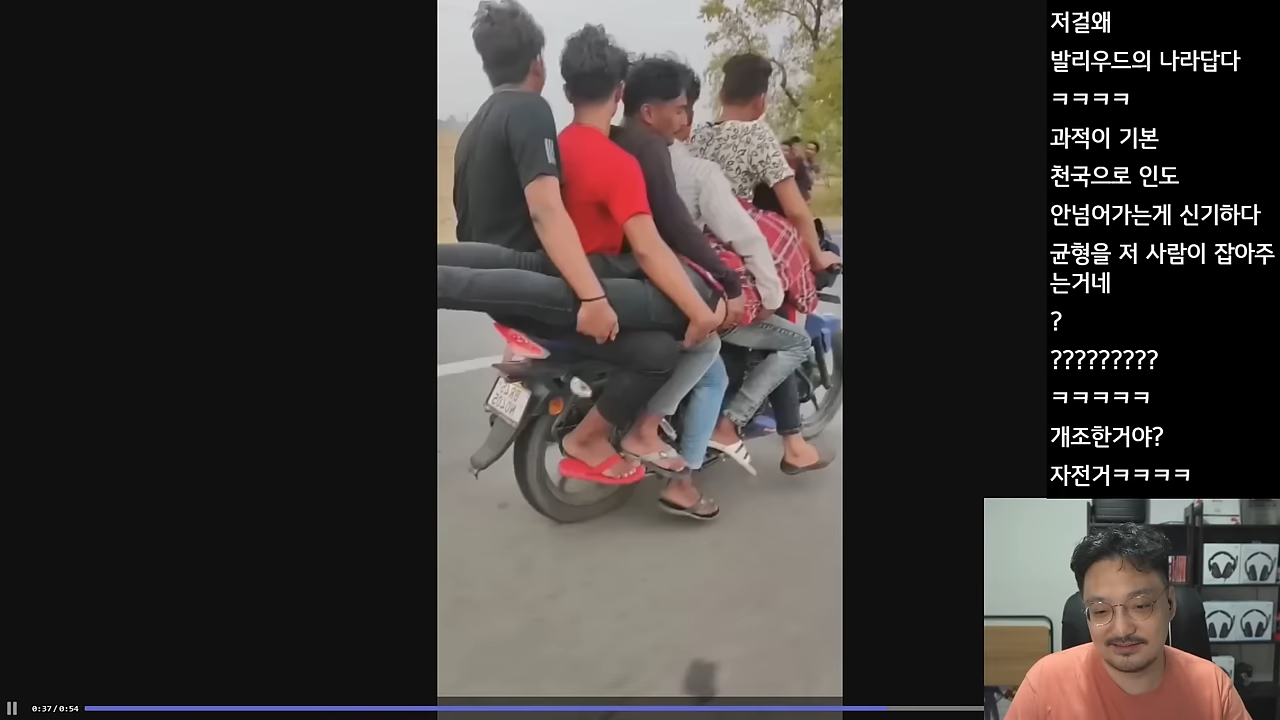 저걸왜
발리우드의 나라답다
ㅋㅋㅋㅋ
과적이 기본
천국으로 인도
안넘어가는게 신기하다
균형을 저 사람이 잡아주
는거네
?
?????????
ㅋㅋㅋㅋㅋ
개조한거야?
자전거ㅋㅋㅋㅋ
0:37/0:54